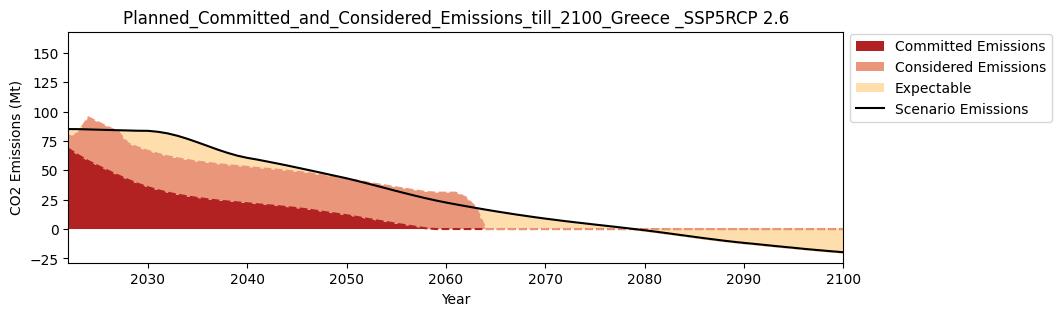 Planned_Committed_and_Considered_Emissions_till_2100_Greece _SSP5RCP 2.6
CO2 Emissions (Mt)
150
125
100
75
50
25
0
−25
2030
2040
2050
2060
2070
2080
2090
2100
Year
Committed Emissions
Considered Emissions
Expectable
Scenario Emissions